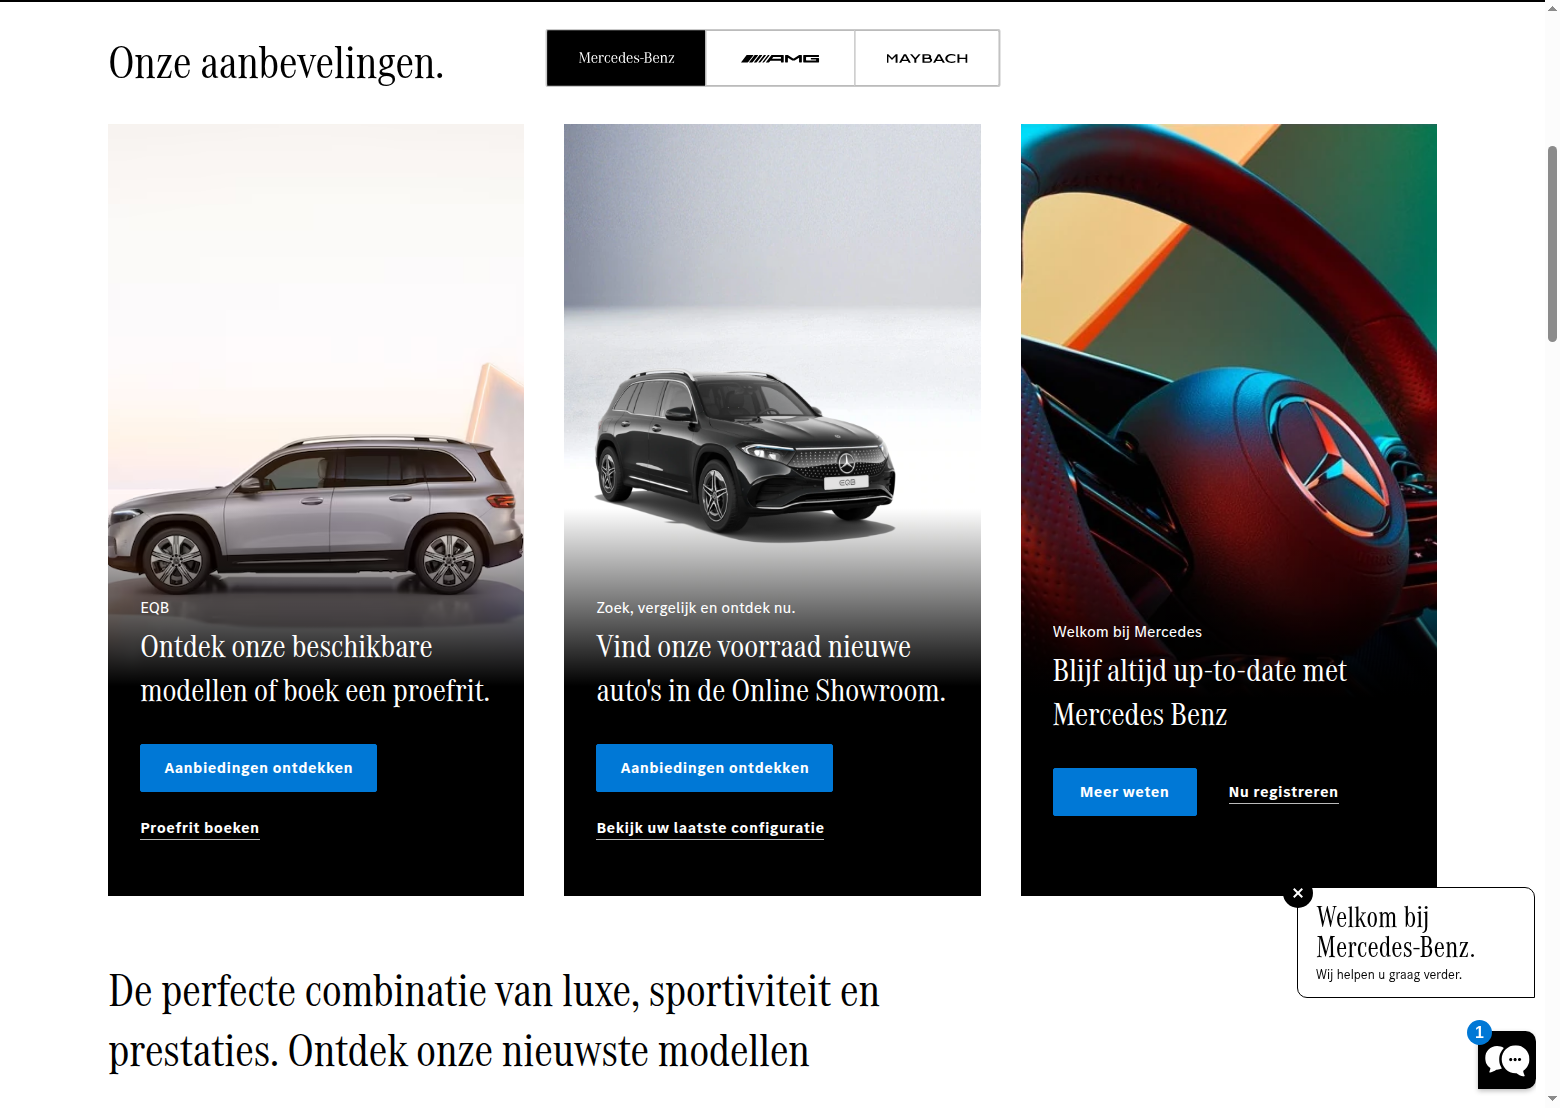 Onze aanbevelingen.
Mercedes-Benz
AMG
MAYBACH
EQB
Ontdek onze beschikbare
modellen of boek een proefrit.
Aanbiedingen ontdekken
Proefrit boeken
EQB
Zoek, vergelijk en ontdek nu.
Vind onze voorraad nieuwe
auto's in de Online Showroom.
Aanbiedingen ontdekken
Bekijk uw laatste configuratie
Welkom bij Mercedes
Blijf altijd up-to-date met
Mercedes Benz
Meer weten
Nu registreren
De perfecte combinatie van luxe, sportiviteit en
prestaties. Ontdek onze nieuwste modellen
Welkom bij
Mercedes-Benz.
Wij helpen u graag verder.
1